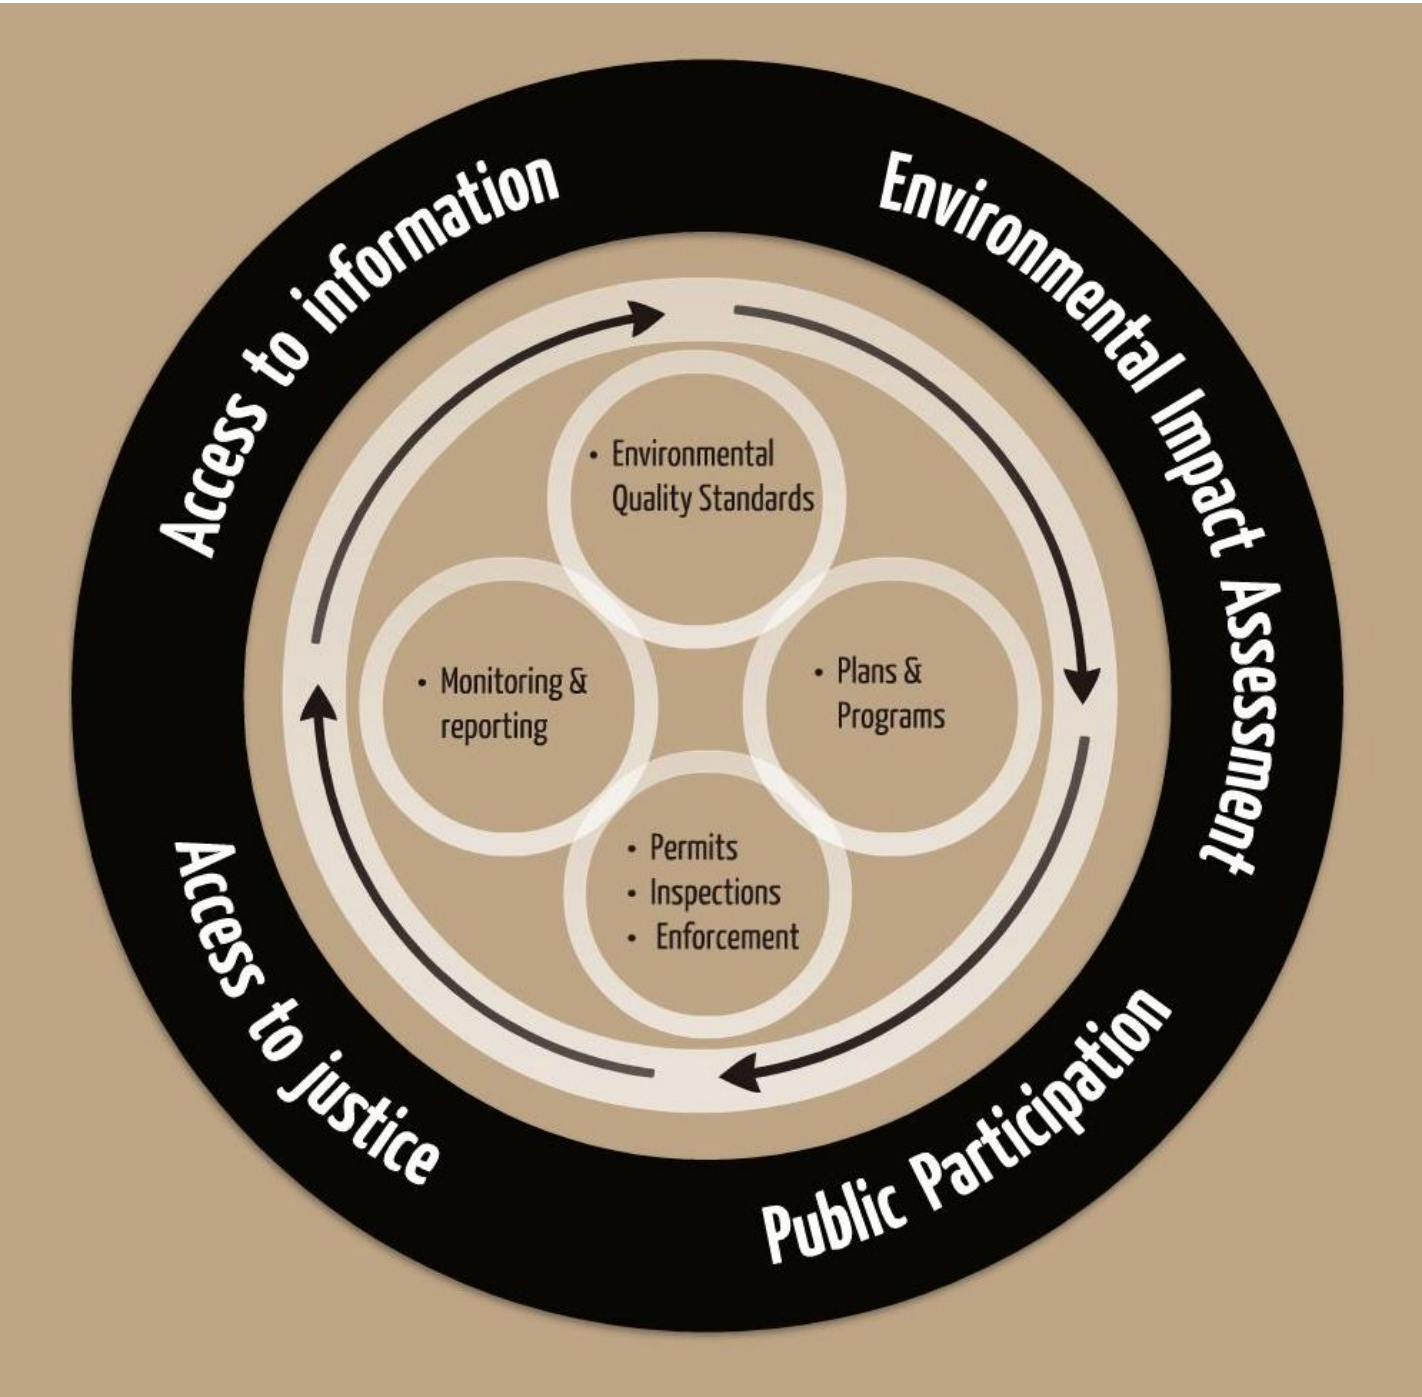 Access to information
Environmental Impact Assessment
• Environmental
Quality Standards
• Monitoring &
reporting
• Plans &
Programs
• Permits
• Inspections
• Enforcement
Access to justice
Public Participation